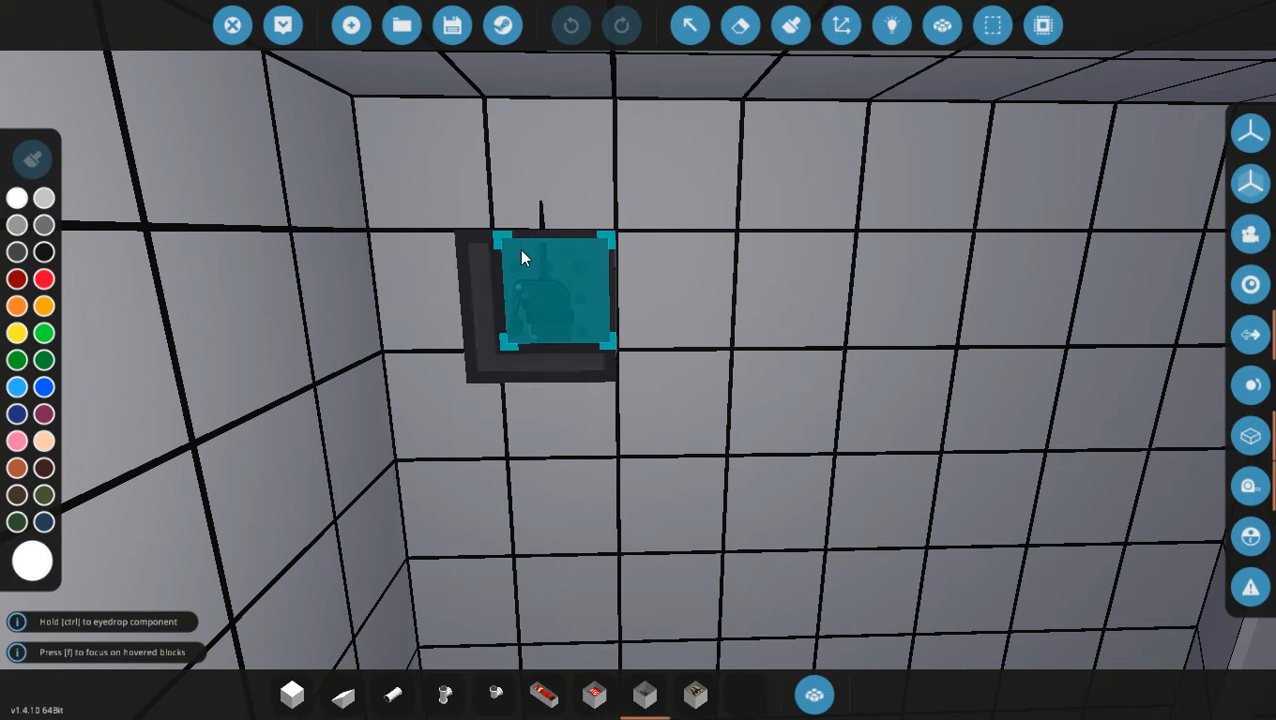 Hold [ctrl] to eyedrop component
Press [f] to focus on hovered blocks
v1.4.10 64Bit